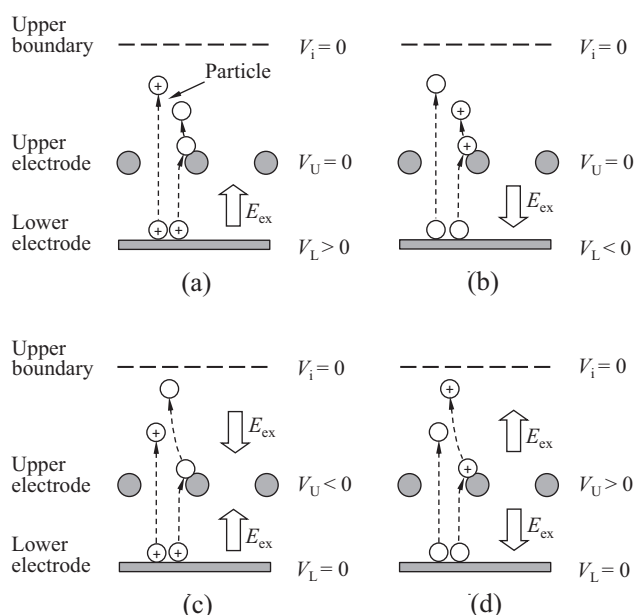 Upper
boundary
V_i = 0
V_i = 0
Particle
+
+
Upper
electrode
V_U = 0
V_U = 0
+
E_ex
E_ex
Lower
electrode
+ +
V_L > 0
V_L < 0
(a)
(b)
Upper
boundary
V_i = 0
V_i = 0
+
+
E_ex
E_ex
Upper
electrode
V_U < 0
V_U > 0
+
E_ex
E_ex
Lower
electrode
+ +
V_L = 0
V_L = 0
(c)
(d)